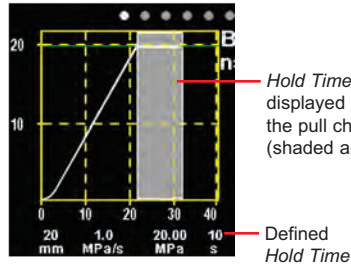 B
20
n
10
0 10 20 30 40
20 1.0 20.00 10
mm MPa/s MPa s
Hold Time
displayed
the pull ch
(shaded a
Defined
Hold Time